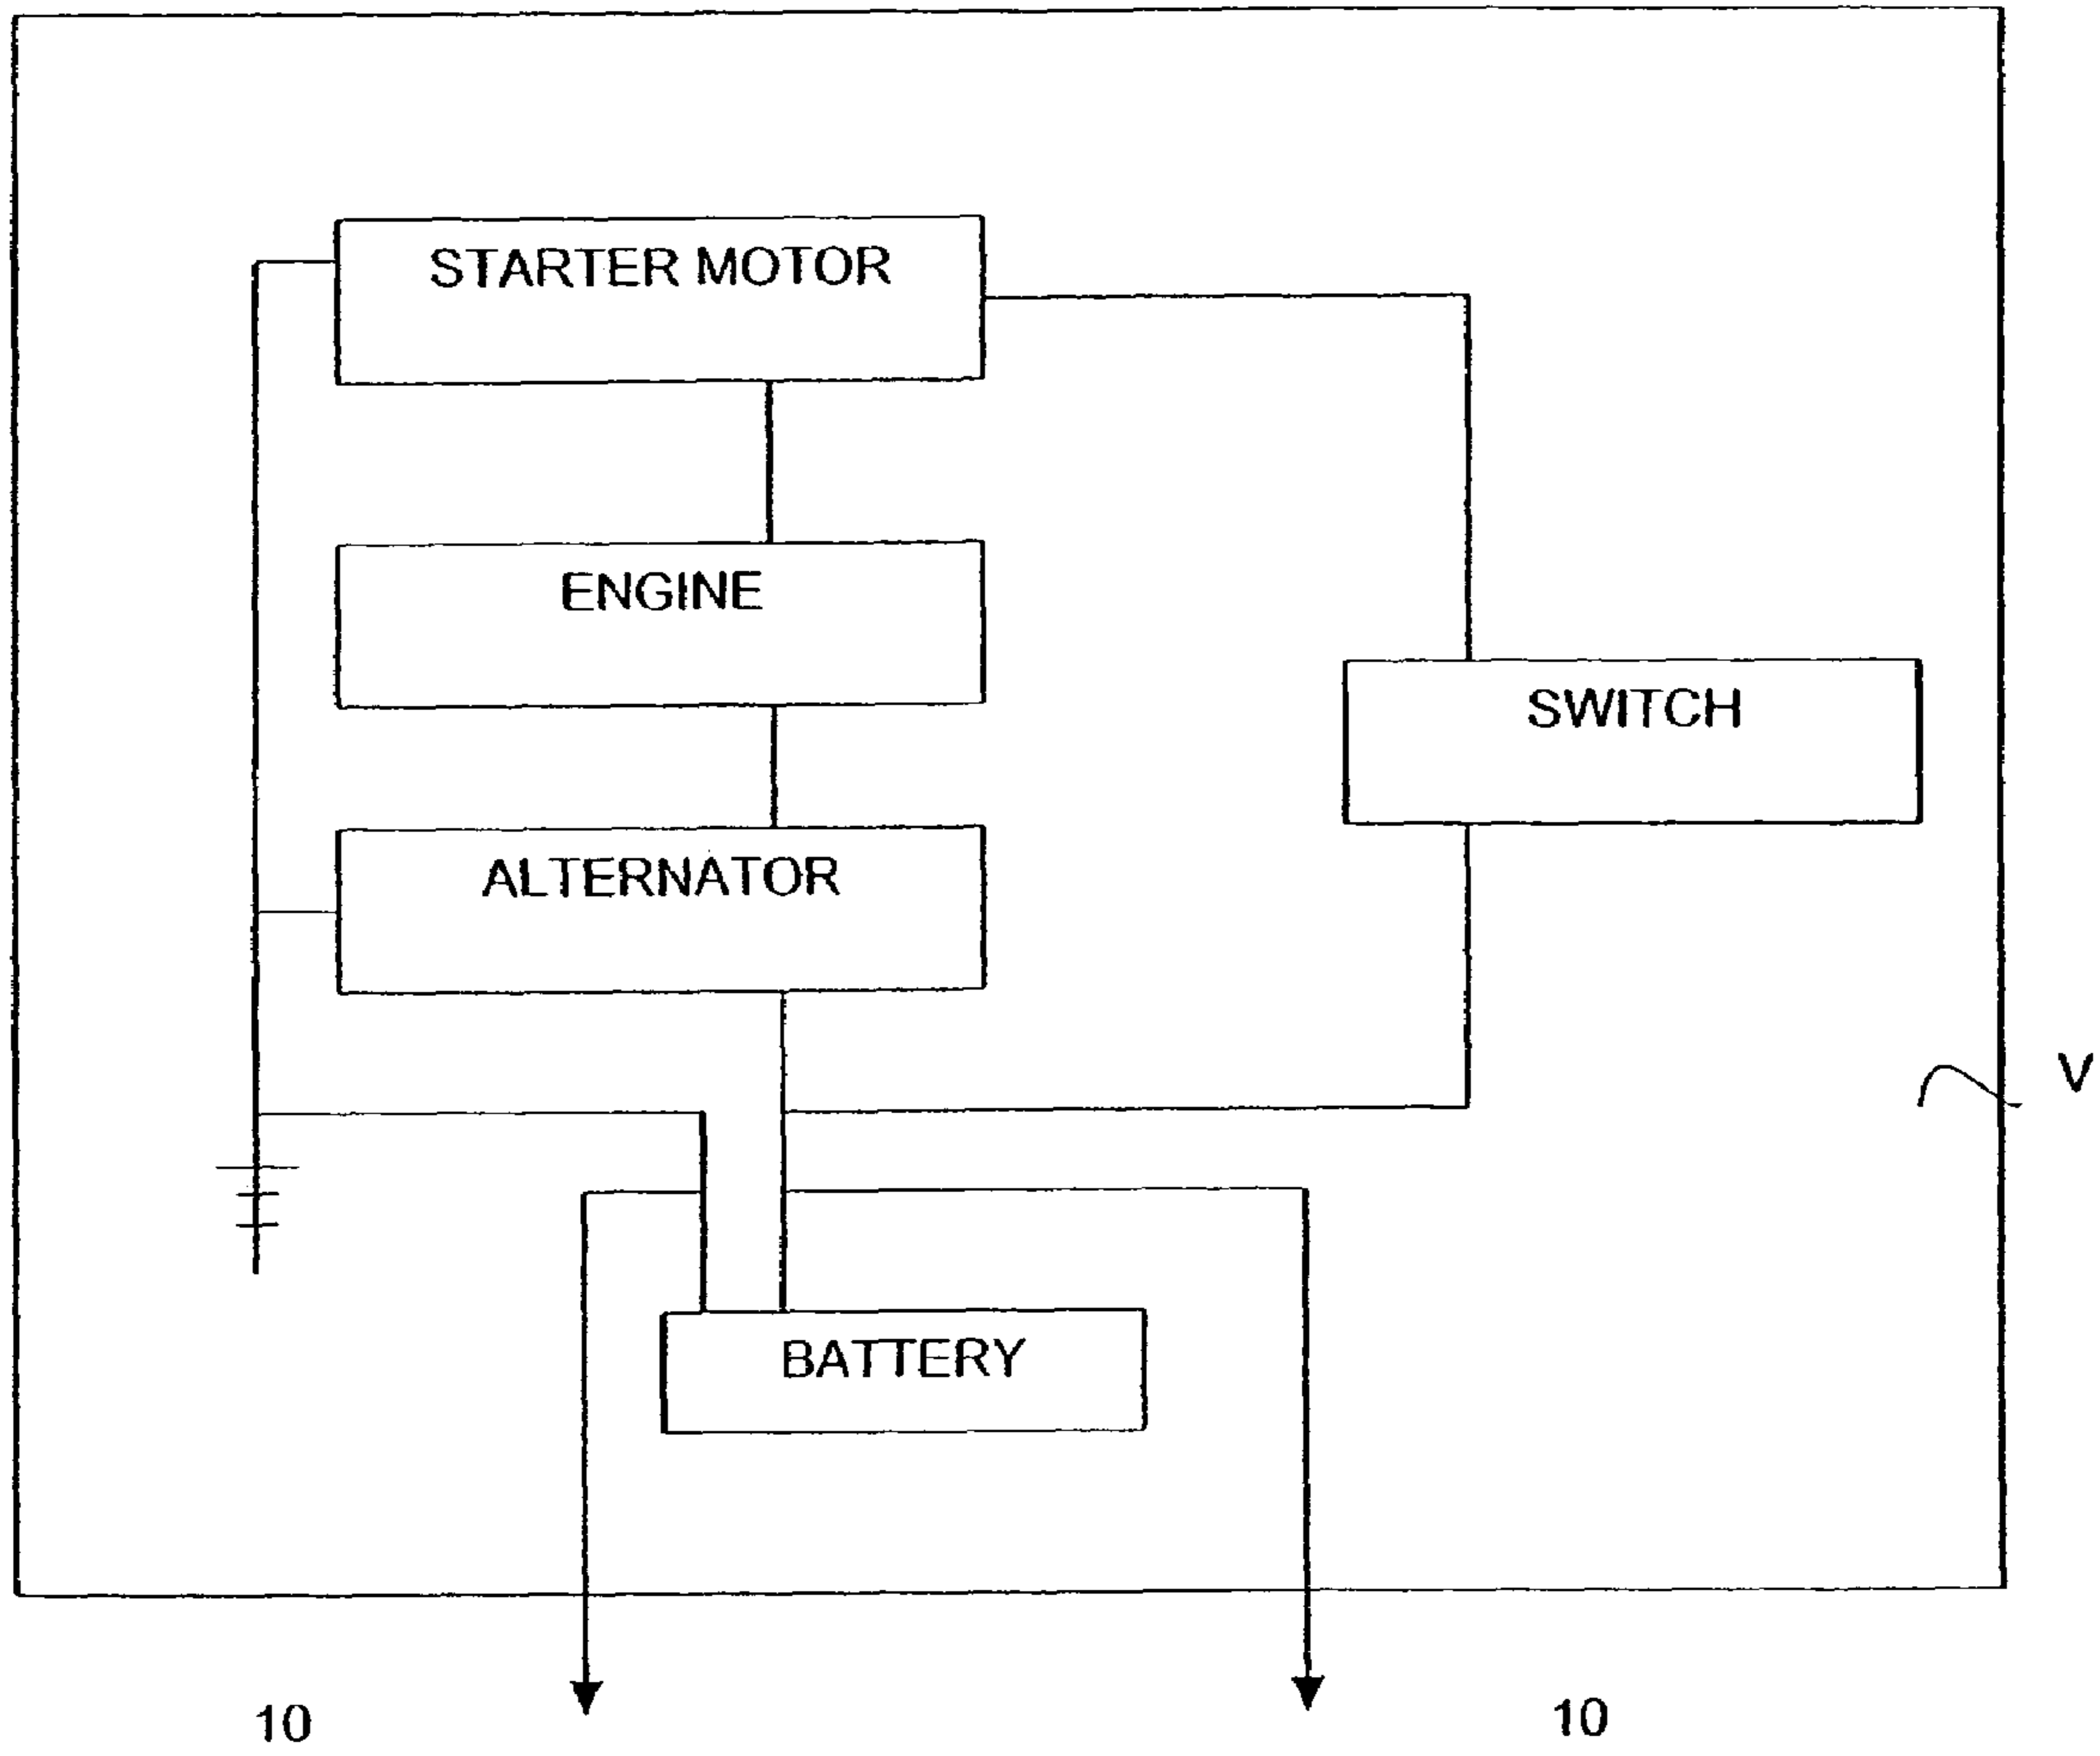 STARTER MOTOR
ENGINE
SWITCH
ALTERNATOR
V
BATTERY
10
10